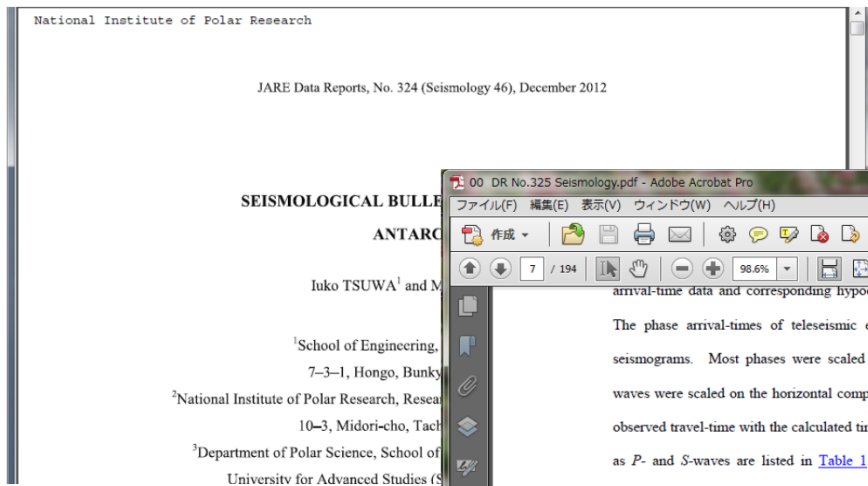 National Institute of Polar Research
JARE Data Reports, No. 324 (Seismology 46), December 2012
SEISMOLOGICAL BULLE
ANTARC
Iuko TSUWA¹ and M
¹School of Engineering,
7–3–1, Hongo, Bunky
²National Institute of Polar Research, Resear
10–3, Midori-cho, Tach
³Department of Polar Science, School of
University for Advanced Studies (S
00 DR No.325 Seismology.pdf - Adobe Acrobat Pro
ファイル(F) 編集(E) 表示(V) ウィンドウ(W) ヘルプ(H)
作成
7 / 194 98.6%
arrival-time data and corresponding hypoc
The phase arrival-times of teleseismic e
seismograms. Most phases were scaled
waves were scaled on the horizontal comp
observed travel-time with the calculated tin
as P- and S-waves are listed in Table 1